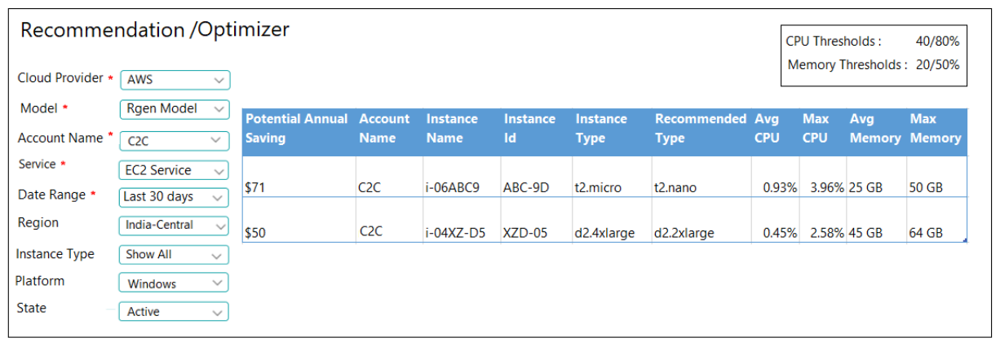 Recommendation /Optimizer
CPU Thresholds : 40/80%
Memory Thresholds : 20/50%
Cloud Provider * AWS
Model * Rgen Model
Account Name * C2C
Service * EC2 Service
Date Range * Last 30 days
Region India-Central
Instance Type Show All
Platform Windows
State Active
Potential Annual Account Instance Instance Instance Recommended Avg Max Avg Max
Saving Name Name Id Type Type CPU CPU Memory Memory
$71 C2C i-06ABC9 ABC-9D t2.micro t2.nano 0.93% 3.96% 25 GB 50 GB
$50 C2C i-04XZ-D5 XZD-05 d2.4xlarge d2.2xlarge 0.45% 2.58% 45 GB 64 GB